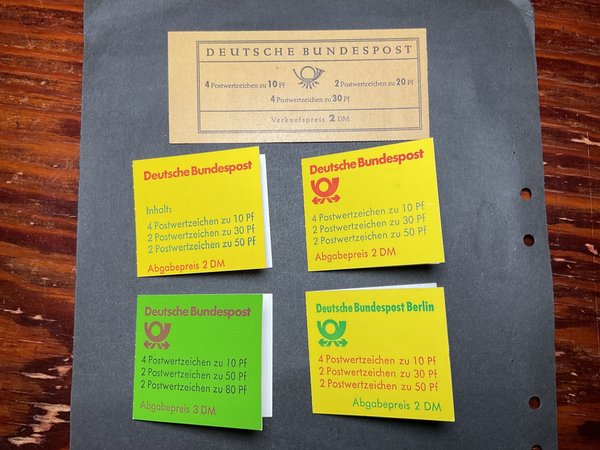 DEUTSCHE BUNDESPOST
4 Postwertzeichen zu 10 Pf 2 Postwertzeichen zu 20 Pf
4 Postwertzeichen zu 30 Pf
Verkaufspreis 2 DM
Deutsche Bundespost
Inhalt:
4 Postwertzeichen zu 10 Pf
2 Postwertzeichen zu 30 Pf
2 Postwertzeichen zu 50 Pf
Abgabepreis 2 DM
Deutsche Bundespost
4 Postwertzeichen zu 10 Pf
2 Postwertzeichen zu 30 Pf
2 Postwertzeichen zu 50 Pf
Abgabepreis 2 DM
Deutsche Bundespost
4 Postwertzeichen zu 10 Pf
2 Postwertzeichen zu 50 Pf
2 Postwertzeichen zu 80 Pf
Abgabepreis 3 DM
Deutsche Bundespost Berlin
4 Postwertzeichen zu 10 Pf
2 Postwertzeichen zu 30 Pf
2 Postwertzeichen zu 50 Pf
Abgabepreis 2 DM